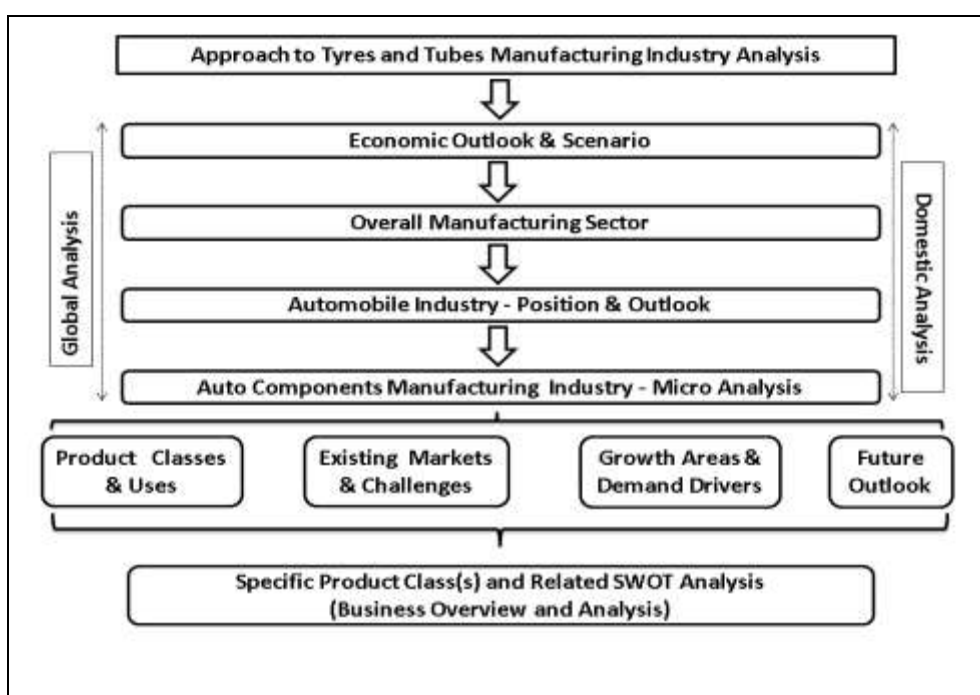 Approach to Tyres and Tubes Manufacturing Industry Analysis
Economic Outlook & Scenario
Overall Manufacturing Sector
Automobile Industry - Position & Outlook
Auto Components Manufacturing Industry - Micro Analysis
Global Analysis
Domestic Analysis
Product Classes
& Uses
Existing Markets
& Challenges
Growth Areas &
Demand Drivers
Future
Outlook
Specific Product Class(s) and Related SWOT Analysis
(Business Overview and Analysis)